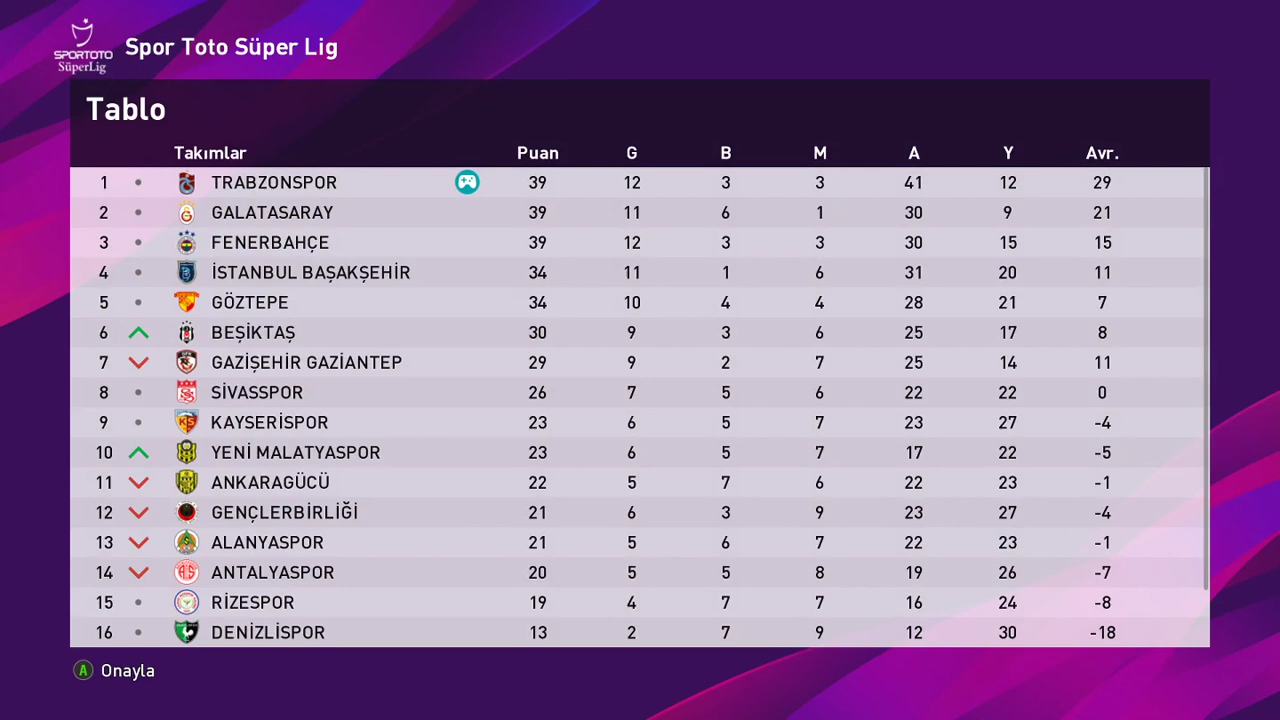 SPORTOTO
SüperLig
Spor Toto Süper Lig
Tablo
Takımlar Puan G B M A Y Avr.
1 TRABZONSPOR 39 12 3 3 41 12 29
2 GALATASARAY 39 11 6 1 30 9 21
3 FENERBAHÇE 39 12 3 3 30 15 15
4 İSTANBUL BAŞAKŞEHİR 34 11 1 6 31 20 11
5 GÖZTEPE 34 10 4 4 28 21 7
6 BEŞİKTAŞ 30 9 3 6 25 17 8
7 GAZİŞEHİR GAZİANTEP 29 9 2 7 25 14 11
8 SİVASSPOR 26 7 5 6 22 22 0
9 KAYSERİSPOR 23 6 5 7 23 27 -4
10 YENİ MALATYASPOR 23 6 5 7 17 22 -5
11 ANKARAGÜCÜ 22 5 7 6 22 23 -1
12 GENÇLERBİRLİĞİ 21 6 3 9 23 27 -4
13 ALANYASPOR 21 5 6 7 22 23 -1
14 ANTALYASPOR 20 5 5 8 19 26 -7
15 RİZESPOR 19 4 7 7 16 24 -8
16 DENİZLİSPOR 13 2 7 9 12 30 -18
A Onayla